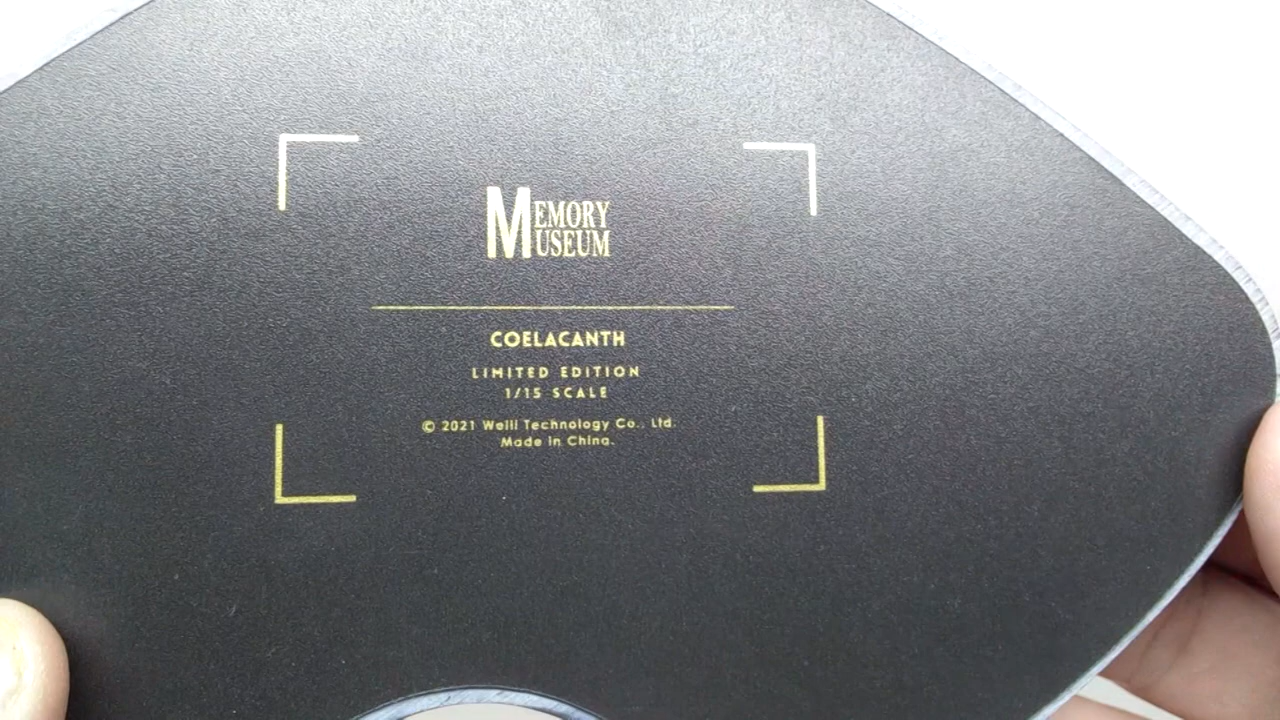 MEMORY
MUSEUM
COELACANTH
LIMITED EDITION
1/15 SCALE
© 2021 Weili Technology Co., Ltd.
Made in China.